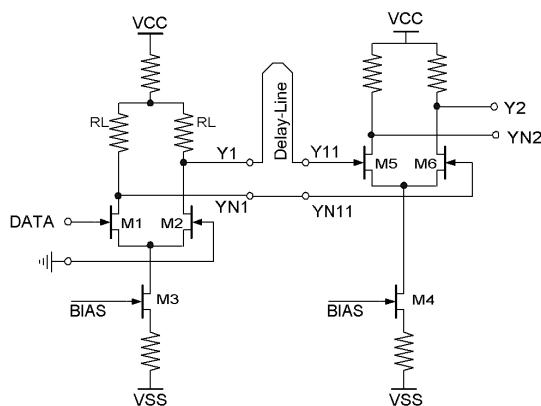 VCC
VCC
RL
RL
Y1
Delay-Line
Y11
M5
M6
Y2
YN2
DATA
M1
M2
YN1
YN11
BIAS
M3
BIAS
M4
VSS
VSS